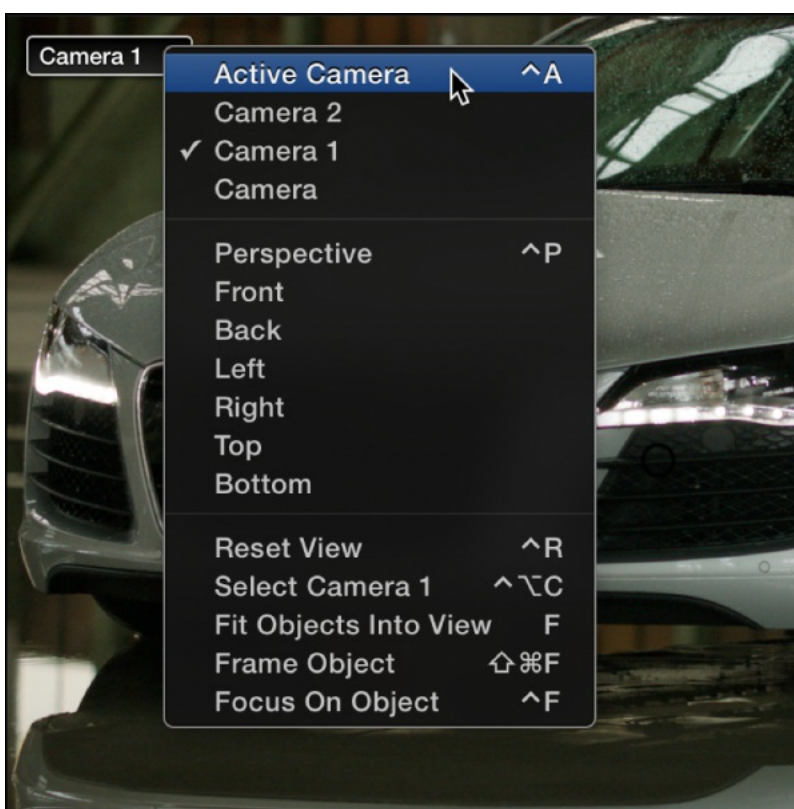 Camera 1
Active Camera ^A
Camera 2
✓ Camera 1
Camera
Perspective ^P
Front
Back
Left
Right
Top
Bottom
Reset View ^R
Select Camera 1 ^⌥C
Fit Objects Into View F
Frame Object ⇧⌘F
Focus On Object ^F